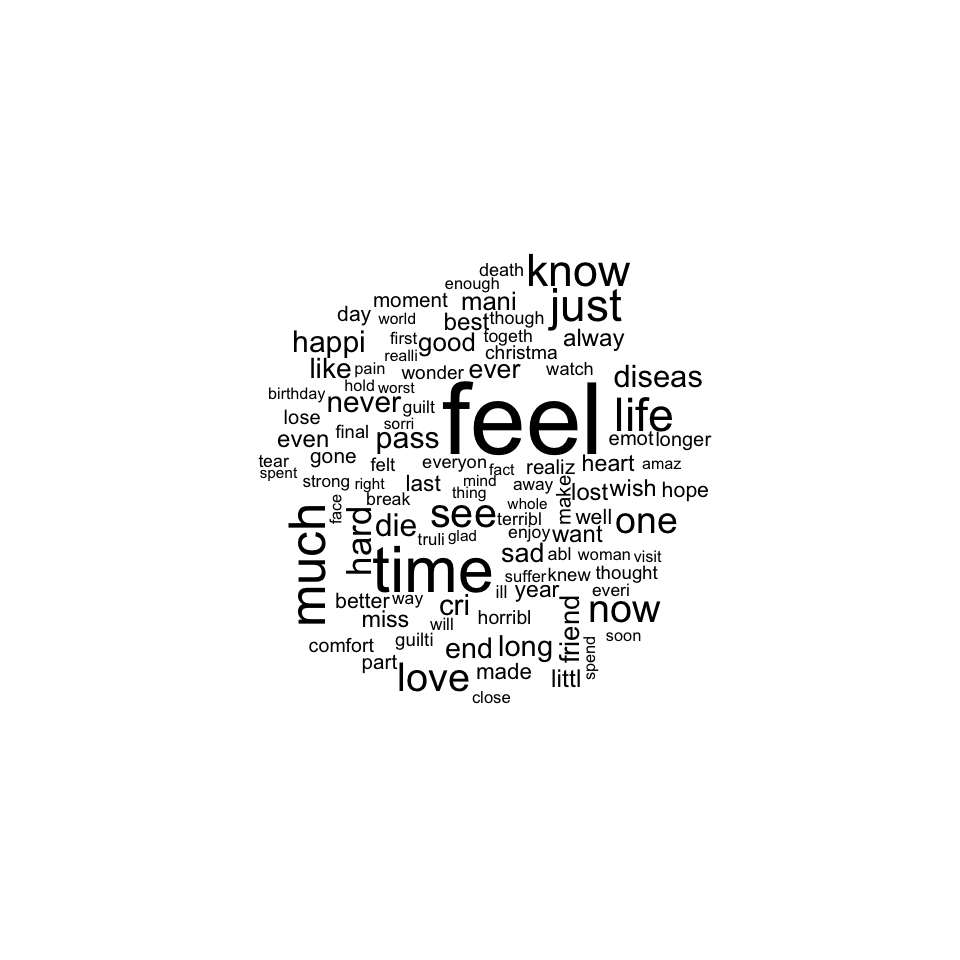 death know
enough
moment mani just
day world best though
happi first good togeth alway
realli christma
like pain wonder ever watch diseas
birthday hold worst feel life
never guilt
lose sorri
even final pass emot longer
tear gone felt everyon fact realiz heart amaz
spent
strong right last mind away make lost wish hope
thing
face break whole
much hard die see terribl well one
truli glad enjoy want
time sad abl woman visit
suffer knew thought
ill year everi
better way cri now
miss will horribl friend
comfort guilti end long spend soon
part love made littl
close